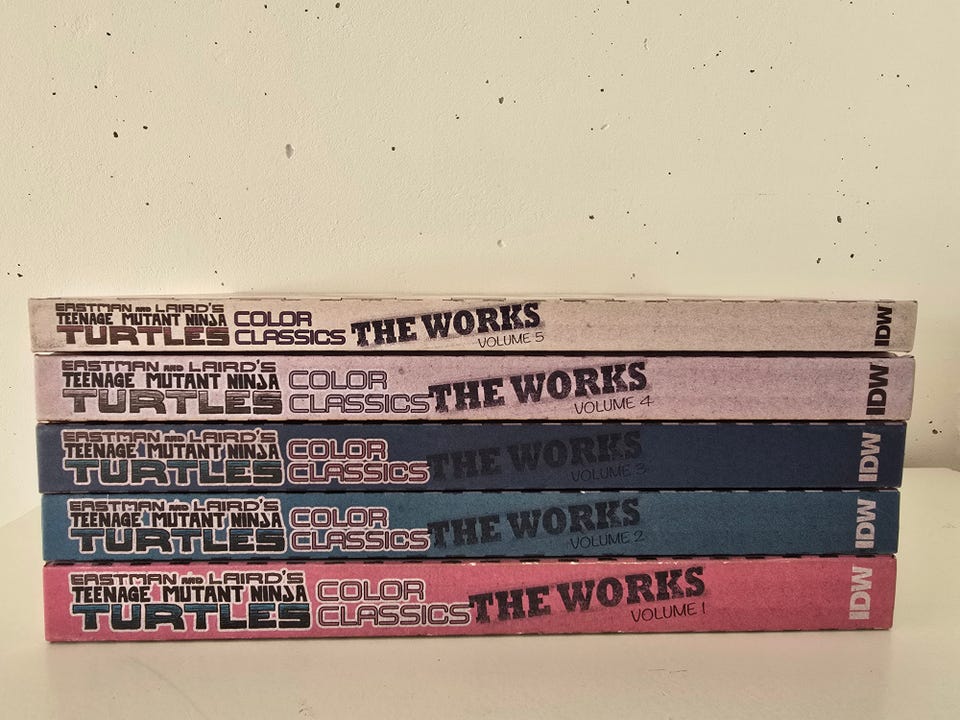 EASTMAN AND LAIRD'S
TEENAGE MUTANT NINJA
TURTLES
COLOR
CLASSICS
THE WORKS
VOLUME 5
IDW
EASTMAN AND LAIRD'S
TEENAGE MUTANT NINJA
TURTLES
COLOR
CLASSICS
THE WORKS
VOLUME 4
IDW
EASTMAN AND LAIRD'S
TEENAGE MUTANT NINJA
TURTLES
COLOR
CLASSICS
THE WORKS
VOLUME 3
IDW
EASTMAN AND LAIRD'S
TEENAGE MUTANT NINJA
TURTLES
COLOR
CLASSICS
THE WORKS
VOLUME 2
IDW
EASTMAN AND LAIRD'S
TEENAGE MUTANT NINJA
TURTLES
COLOR
CLASSICS
THE WORKS
VOLUME 1
IDW